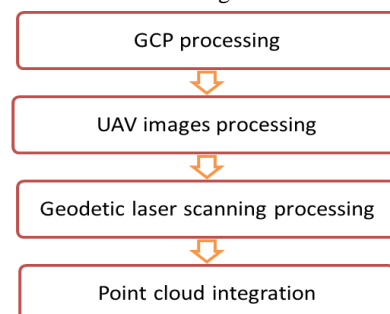 GCP processing
UAV images processing
Geodetic laser scanning processing
Point cloud integration